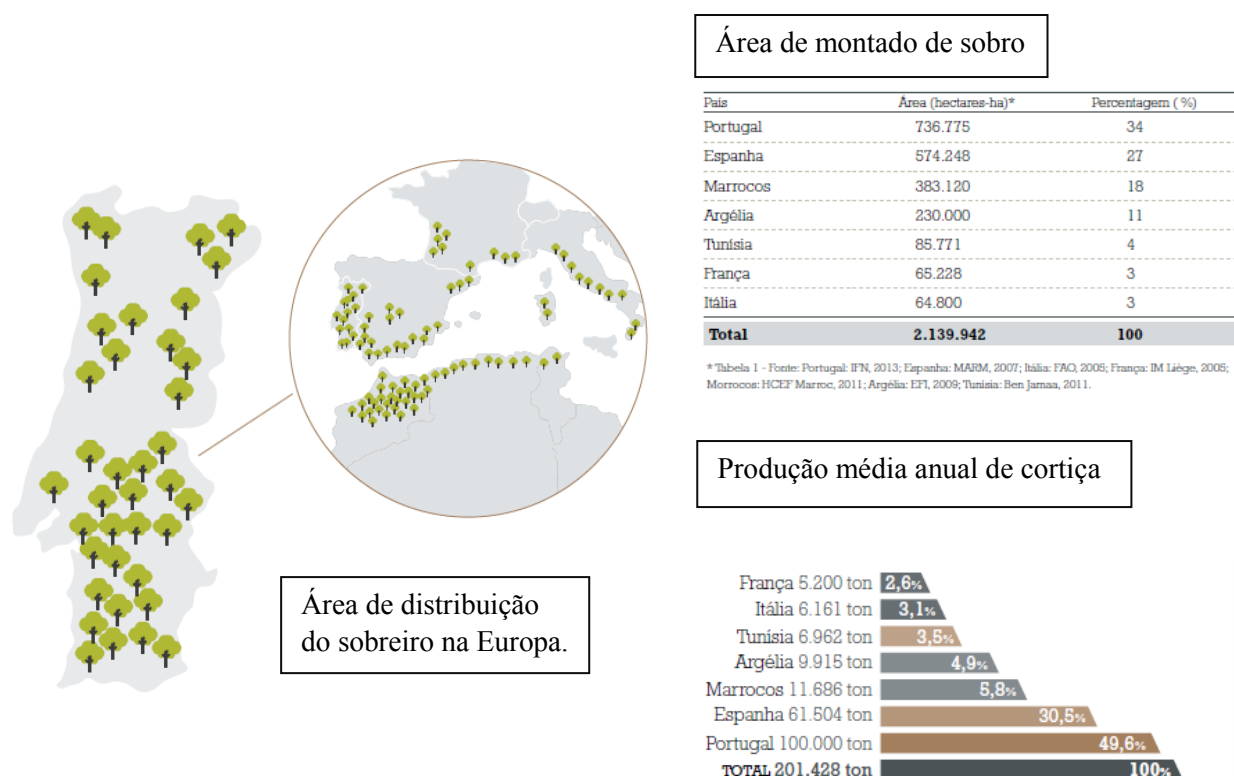 Área de montado de sobro
País Área (hectares-ha)* Percentagem (%)
Portugal 736.775 34
Espanha 574.248 27
Marrocos 383.120 18
Argélia 230.000 11
Tunísia 85.771 4
França 65.228 3
Itália 64.800 3
Total 2.139.942 100
* Tabela 1 - Fonte: Portugal: IFN, 2013; Espanha: MARM, 2007; Itália: FAO, 2005; França: IM Liège, 2005;
Morrocos: HCEF Marroc, 2011; Argélia: EFI, 2009; Tunísia: Ben Jamaa, 2011.
Área de distribuição
do sobreiro na Europa.
Produção média anual de cortiça
França 5.200 ton 2,6%
Itália 6.161 ton 3,1%
Tunísia 6.962 ton 3,5%
Argélia 9.915 ton 4,9%
Marrocos 11.686 ton 5,8%
Espanha 61.504 ton 30,5%
Portugal 100.000 ton 49,6%
TOTAL 201.428 ton 100%